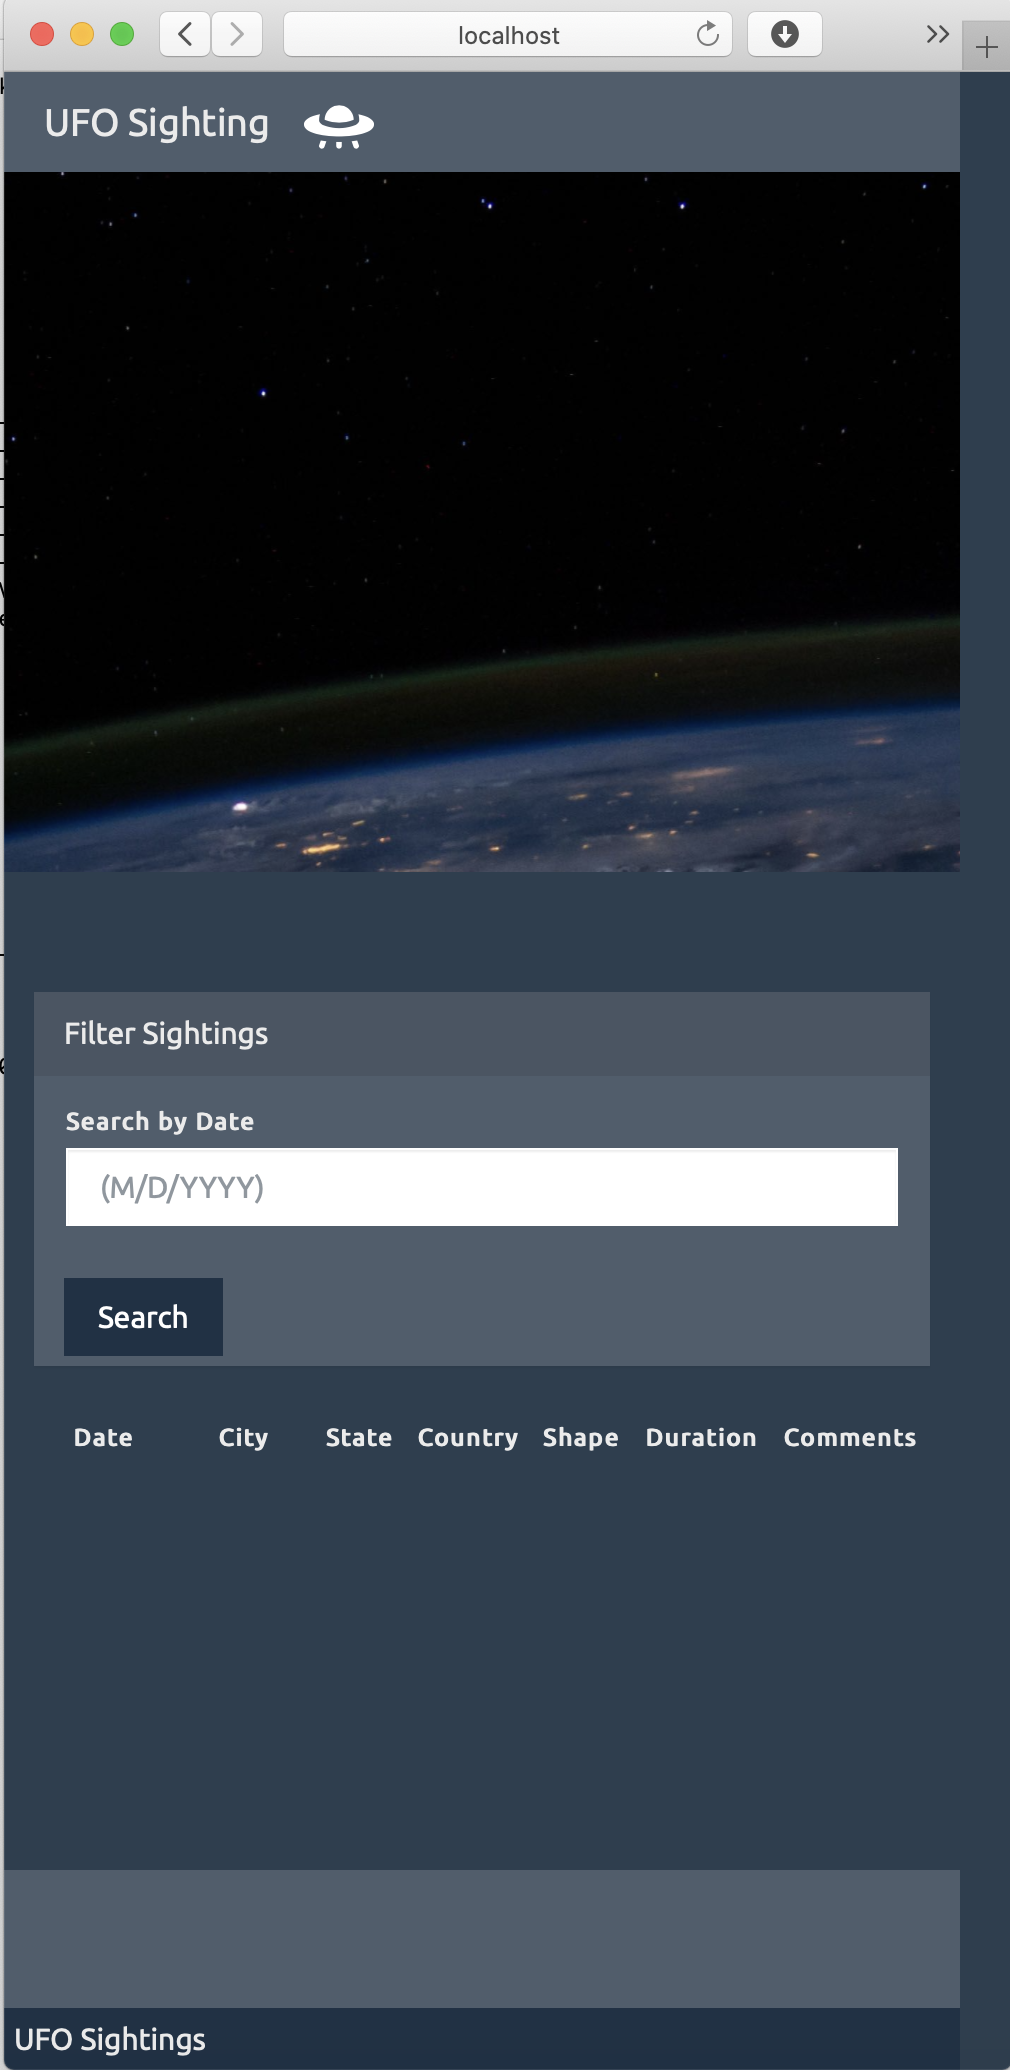 localhost
UFO Sighting
Filter Sightings
Search by Date
(M/D/YYYY)
Search
Date City State Country Shape Duration Comments
UFO Sightings